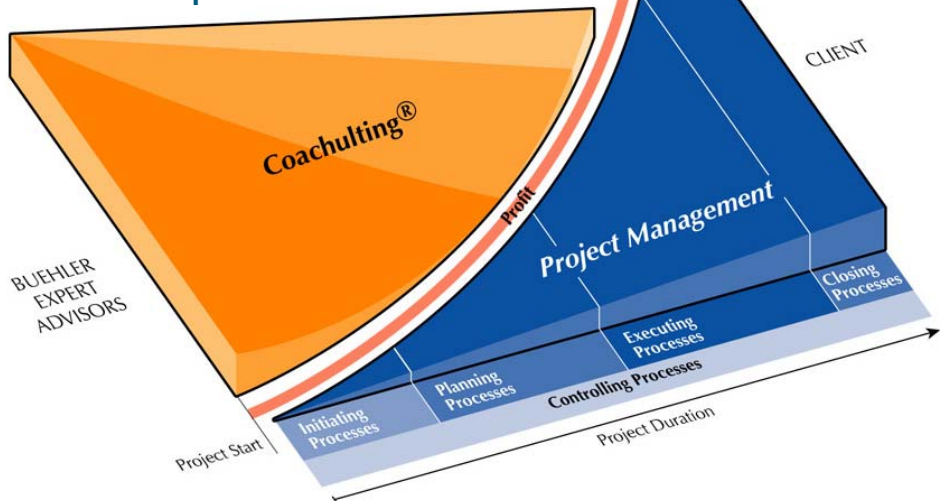 CLIENT
Coachulting®
Profit
Project Management
BUEHLER
EXPERT
ADVISORS
Closing
Processes
Executing
Processes
Planning
Processes
Initiating
Processes
Controlling Processes
Project Start
Project Duration